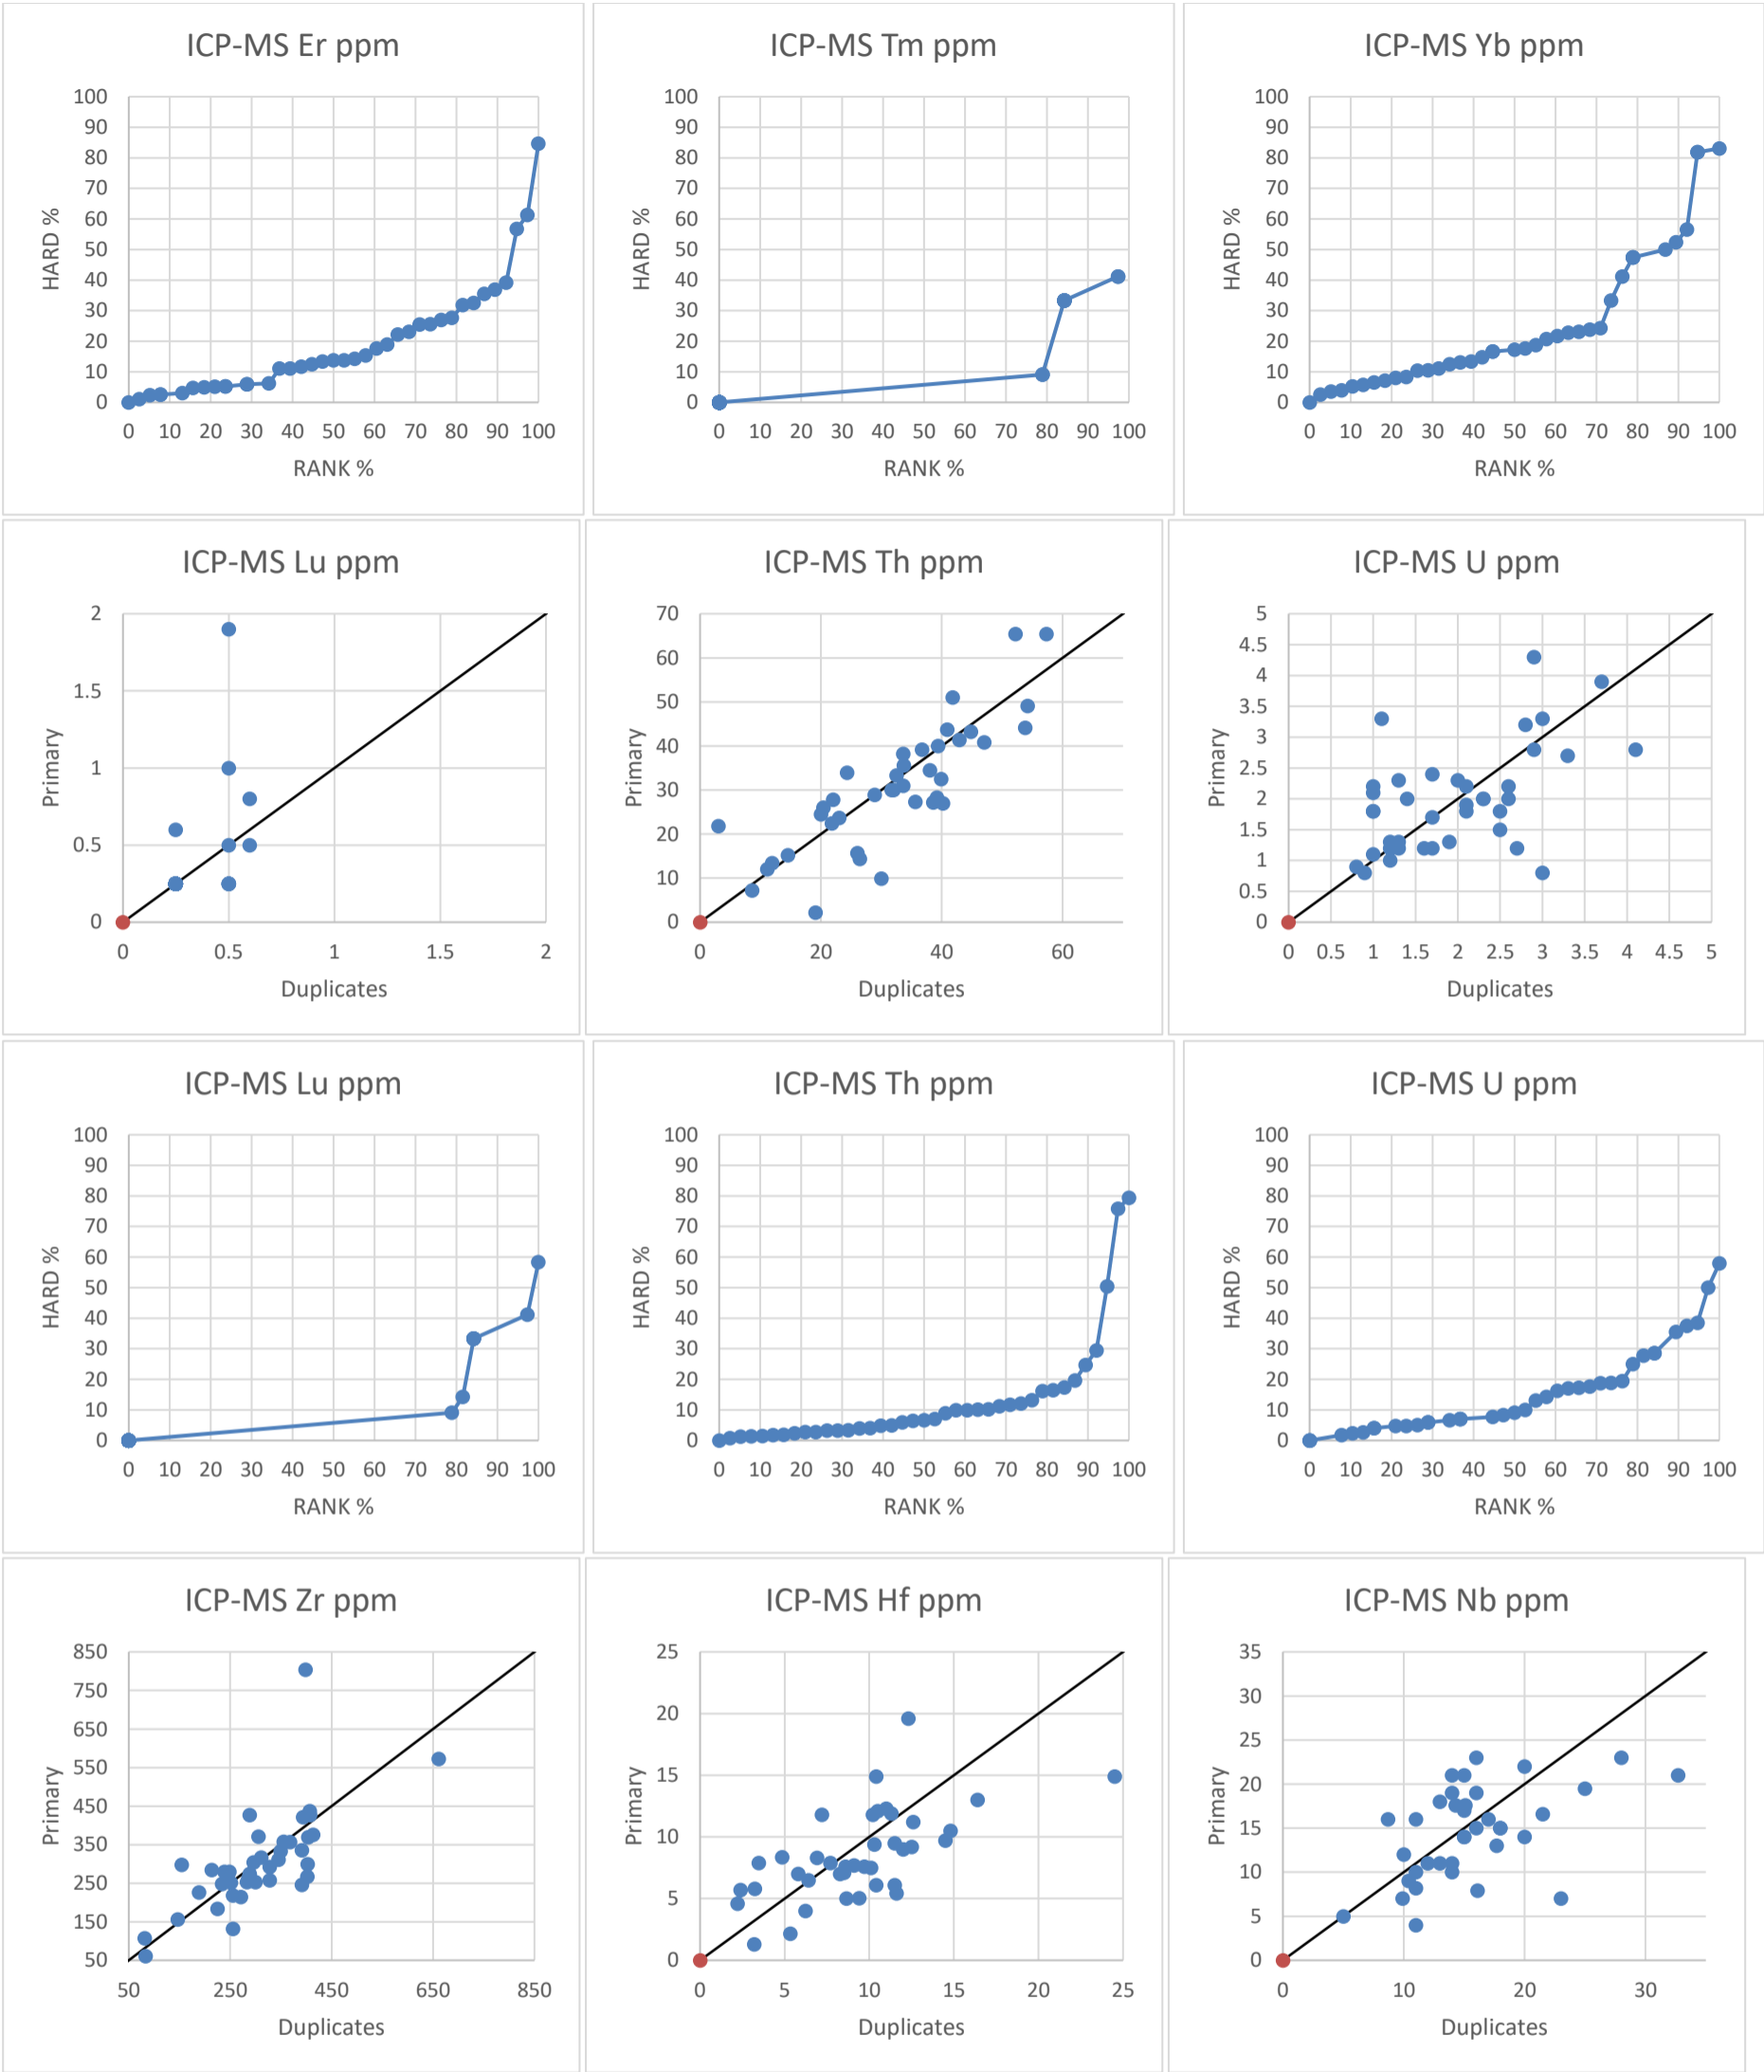 ICP-MS Er ppm
100
90
80
70
60
50
40
30
20
10
0
HARD %
0 10 20 30 40 50 60 70 80 90 100
RANK %
ICP-MS Tm ppm
100
90
80
70
60
50
40
30
20
10
0
HARD %
0 10 20 30 40 50 60 70 80 90 100
RANK %
ICP-MS Yb ppm
100
90
80
70
60
50
40
30
20
10
0
HARD %
0 10 20 30 40 50 60 70 80 90 100
RANK %
ICP-MS Lu ppm
2
1.5
1
0.5
0
Primary
0 0.5 1 1.5 2
Duplicates
ICP-MS Th ppm
70
60
50
40
30
20
10
0
Primary
0 20 40 60
Duplicates
ICP-MS U ppm
5
4.5
4
3.5
3
2.5
2
1.5
1
0.5
0
Primary
0 0.5 1 1.5 2 2.5 3 3.5 4 4.5 5
Duplicates
ICP-MS Lu ppm
100
90
80
70
60
50
40
30
20
10
0
HARD %
0 10 20 30 40 50 60 70 80 90 100
RANK %
ICP-MS Th ppm
100
90
80
70
60
50
40
30
20
10
0
HARD %
0 10 20 30 40 50 60 70 80 90 100
RANK %
ICP-MS U ppm
100
90
80
70
60
50
40
30
20
10
0
HARD %
0 10 20 30 40 50 60 70 80 90 100
RANK %
ICP-MS Zr ppm
850
750
650
550
450
350
250
150
50
Primary
50 250 450 650 850
Duplicates
ICP-MS Hf ppm
25
20
15
10
5
0
Primary
0 5 10 15 20 25
Duplicates
ICP-MS Nb ppm
35
30
25
20
15
10
5
0
Primary
0 10 20 30
Duplicates